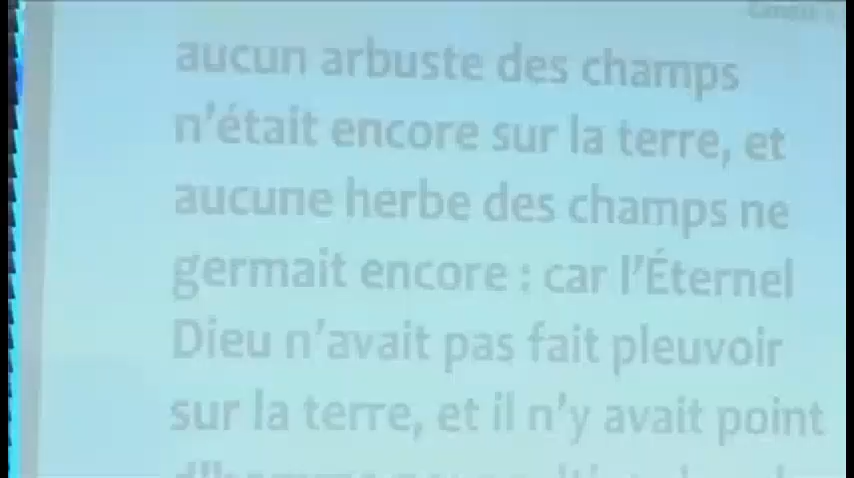 aucun arbuste des champs
n'était encore sur la terre, et
aucune herbe des champs ne
germait encore : car l'Éternel
Dieu n'avait pas fait pleuvoir
sur la terre, et il n'y avait point